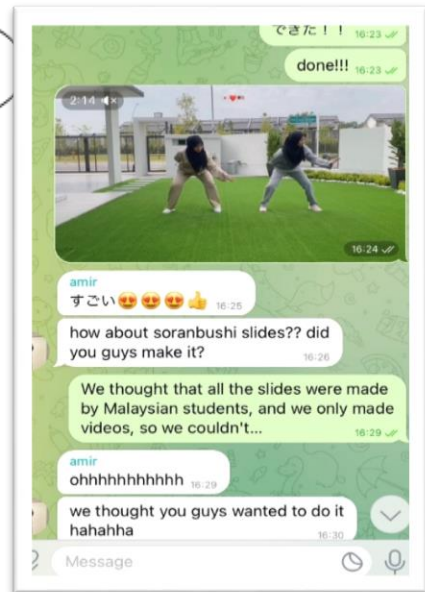 できた！！ 16:23
done!!! 16:23
2:14
16:24
amir
すごい😍😍😍👍 16:25
how about soranbushi slides?? did
you guys make it? 16:26
We thought that all the slides were made
by Malaysian students, and we only made
videos, so we couldn't... 16:29
amir
ohhhhhhhhhhh 16:29
we thought you guys wanted to do it
hahahha 16:30
Message